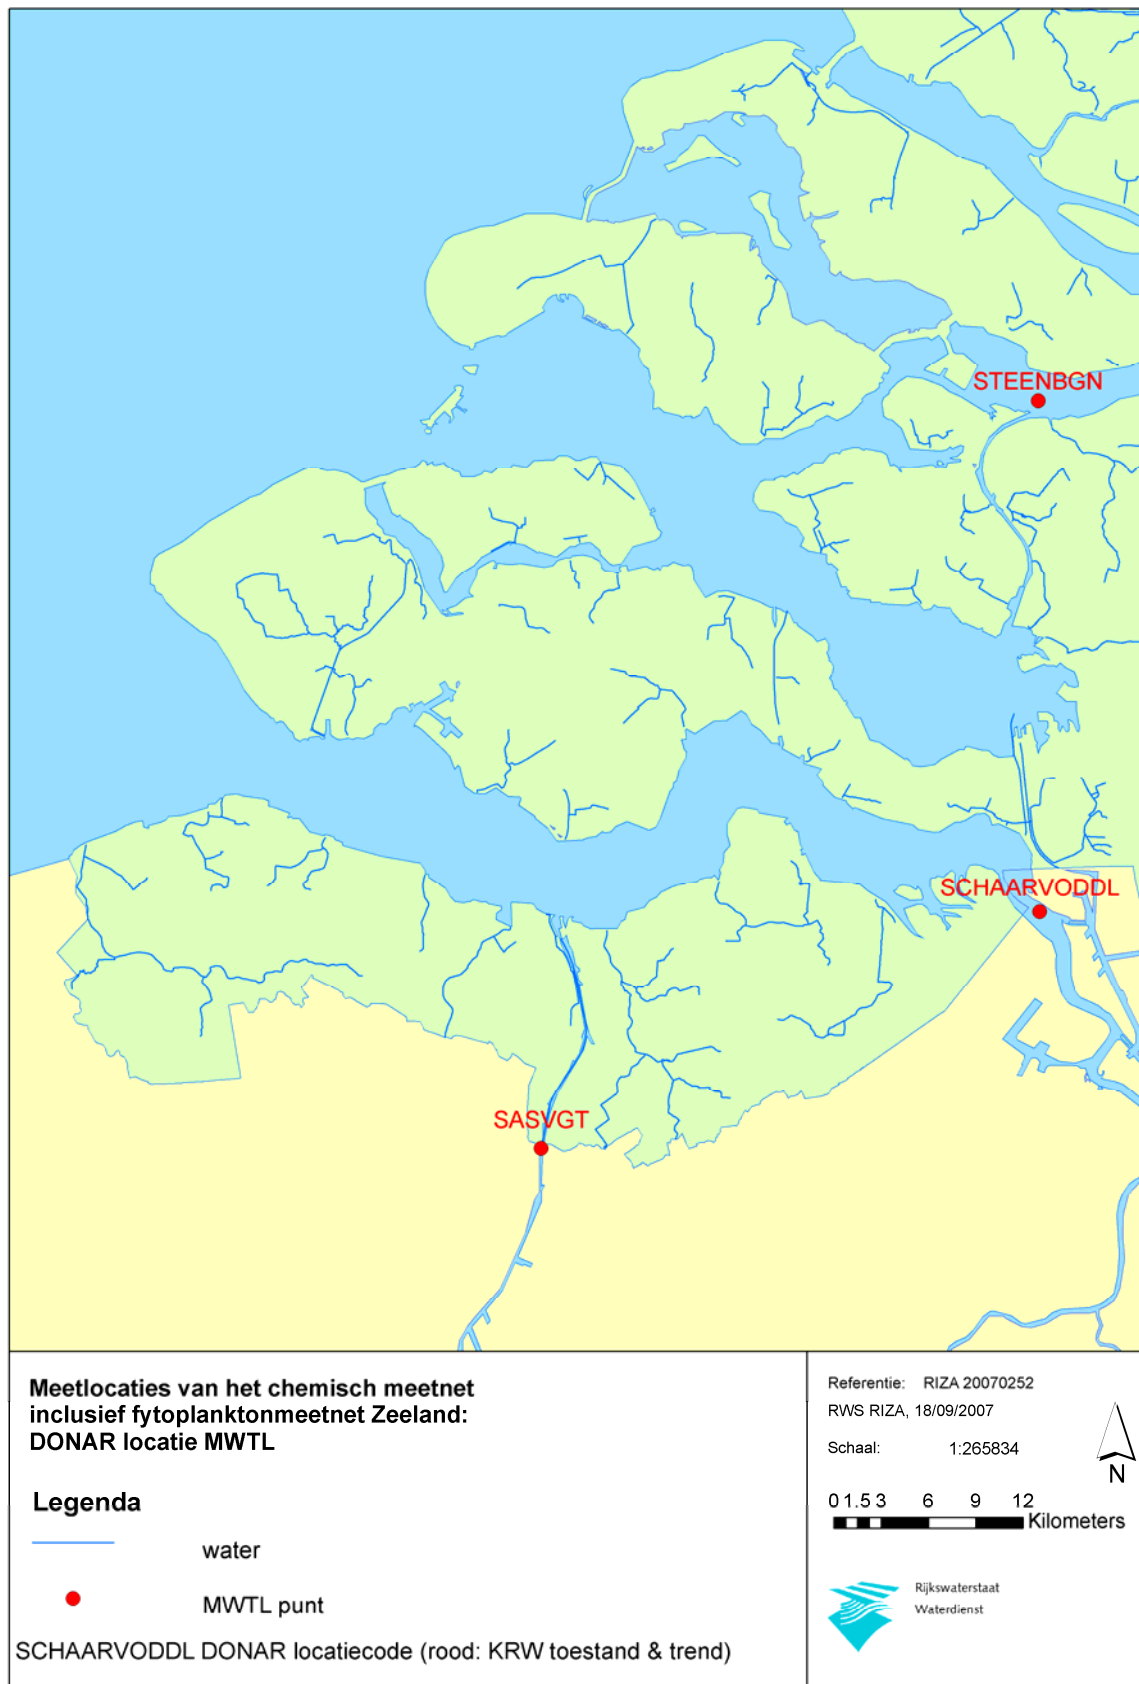 STEENBGN
SCHAARVODDL
SASVGT
Meetlocaties van het chemisch meetnet
inclusief fytoplanktonmeetnet Zeeland:
DONAR locatie MWTL
Legenda
water
MWTL punt
SCHAARVODDL DONAR locatiecode (rood: KRW toestand & trend)
Referentie: RIZA 20070252
RWS RIZA, 18/09/2007
Schaal: 1:265834
N
0 1.5 3 6 9 12
Kilometers
Rijkswaterstaat
Waterdienst